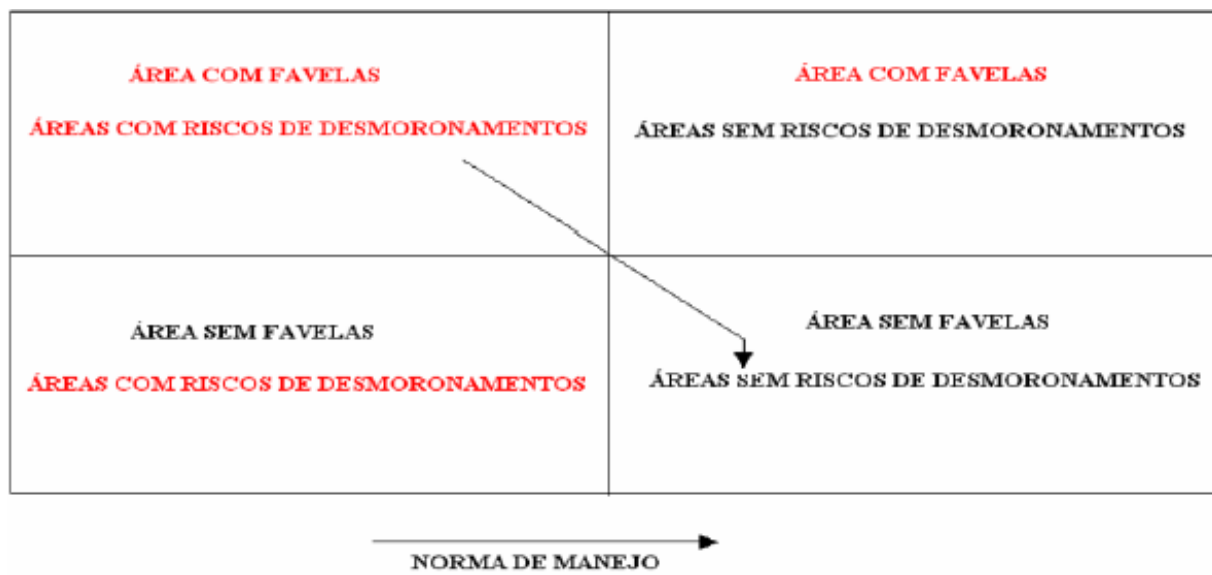 ÁREA COM FAVELAS
ÁREAS COM RISCOS DE DESMORONAMENTOS
ÁREA COM FAVELAS
ÁREAS SEM RISCOS DE DESMORONAMENTOS
ÁREA SEM FAVELAS
ÁREAS COM RISCOS DE DESMORONAMENTOS
ÁREA SEM FAVELAS
ÁREAS SEM RISCOS DE DESMORONAMENTOS
NORMA DE MANEJO